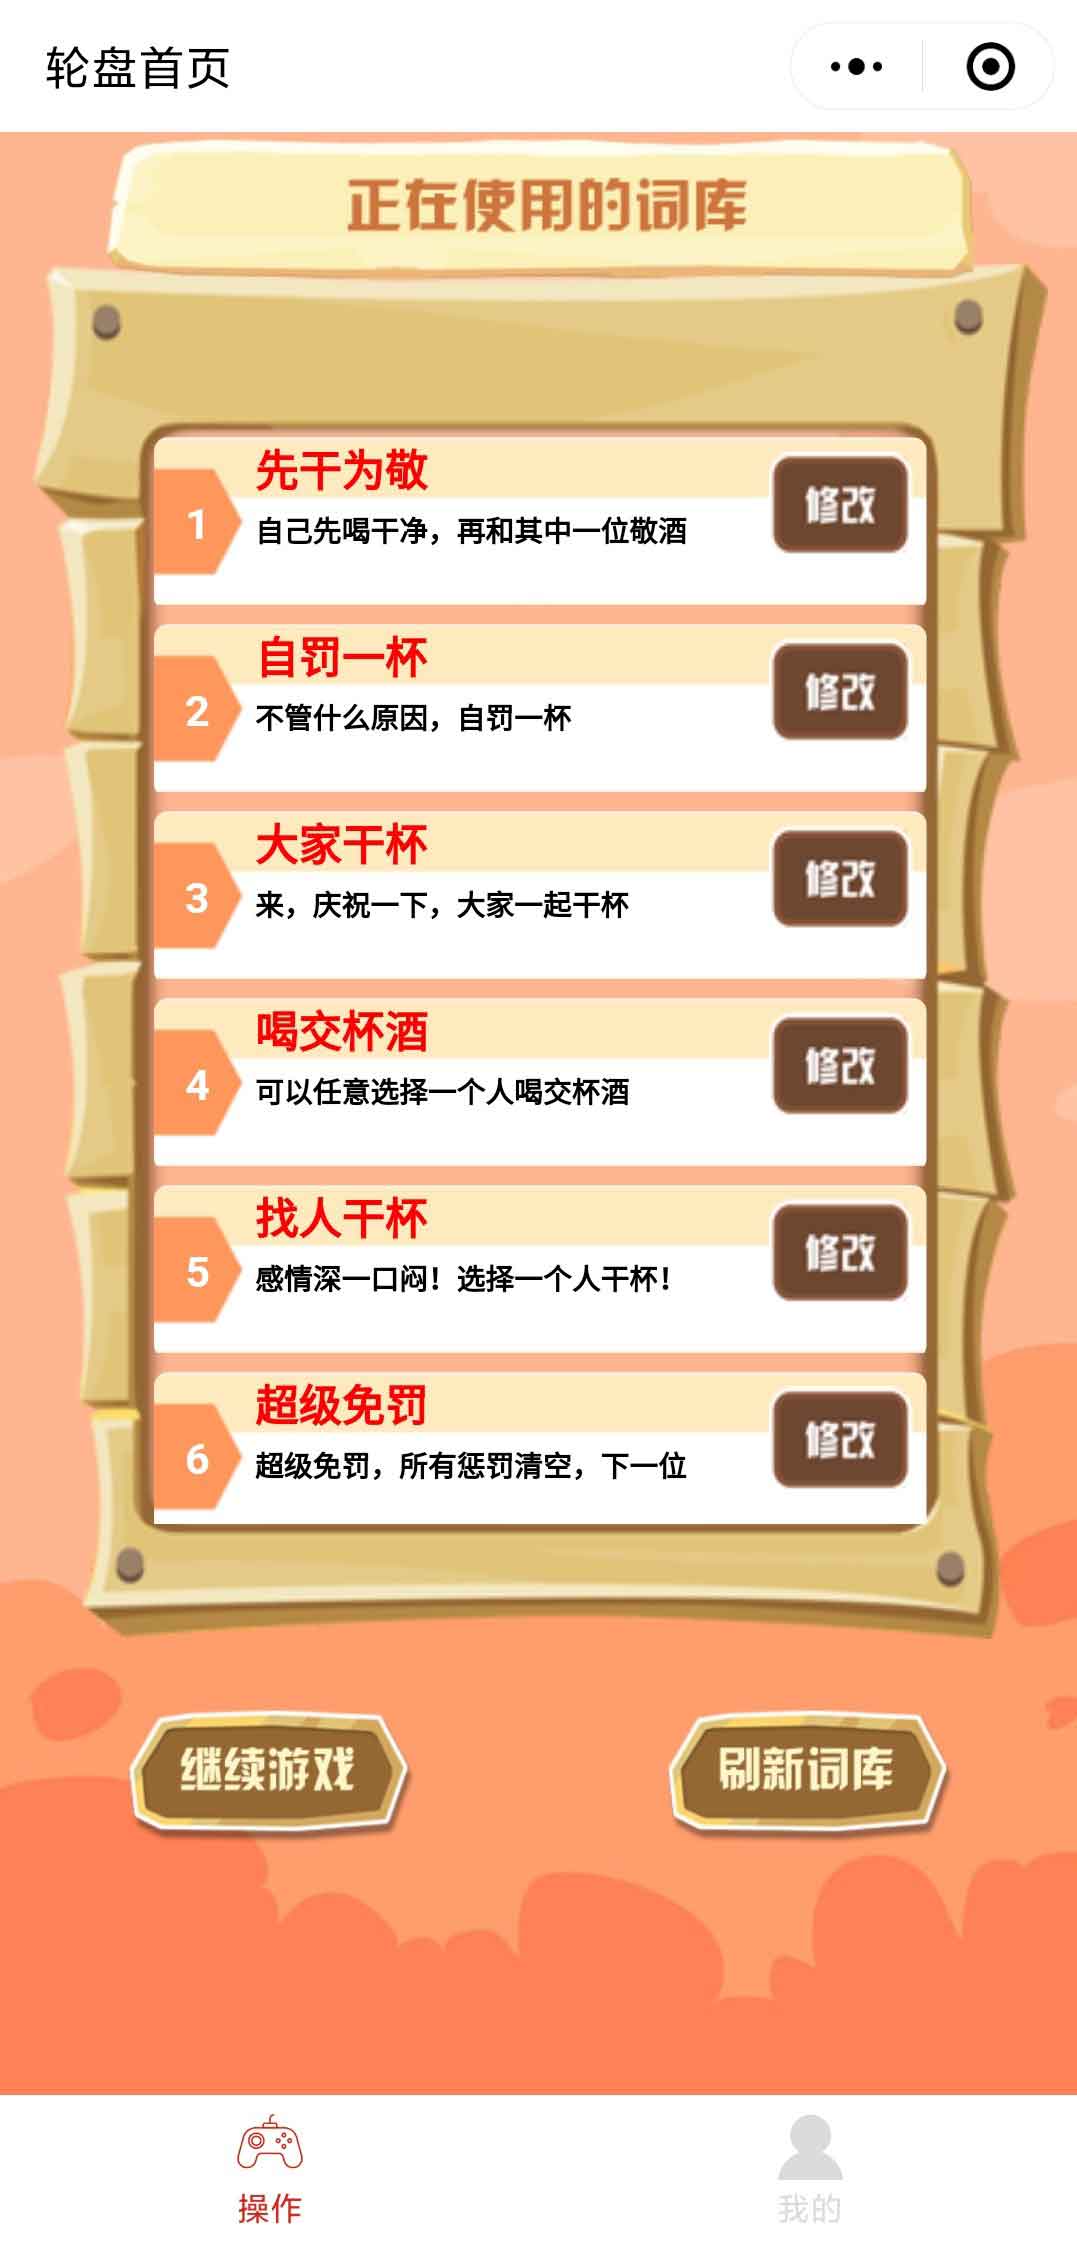 轮盘首页
正在使用的词库
先干为敬
1
自己先喝干净，再和其中一位敬酒
修改
自罚一杯
2
不管什么原因，自罚一杯
修改
大家干杯
3
来，庆祝一下，大家一起干杯
修改
喝交杯酒
4
可以任意选择一个人喝交杯酒
修改
找人干杯
5
感情深一口闷！选择一个人干杯！
修改
超级免罚
6
超级免罚，所有惩罚清空，下一位
修改
继续游戏
刷新词库
操作
我的